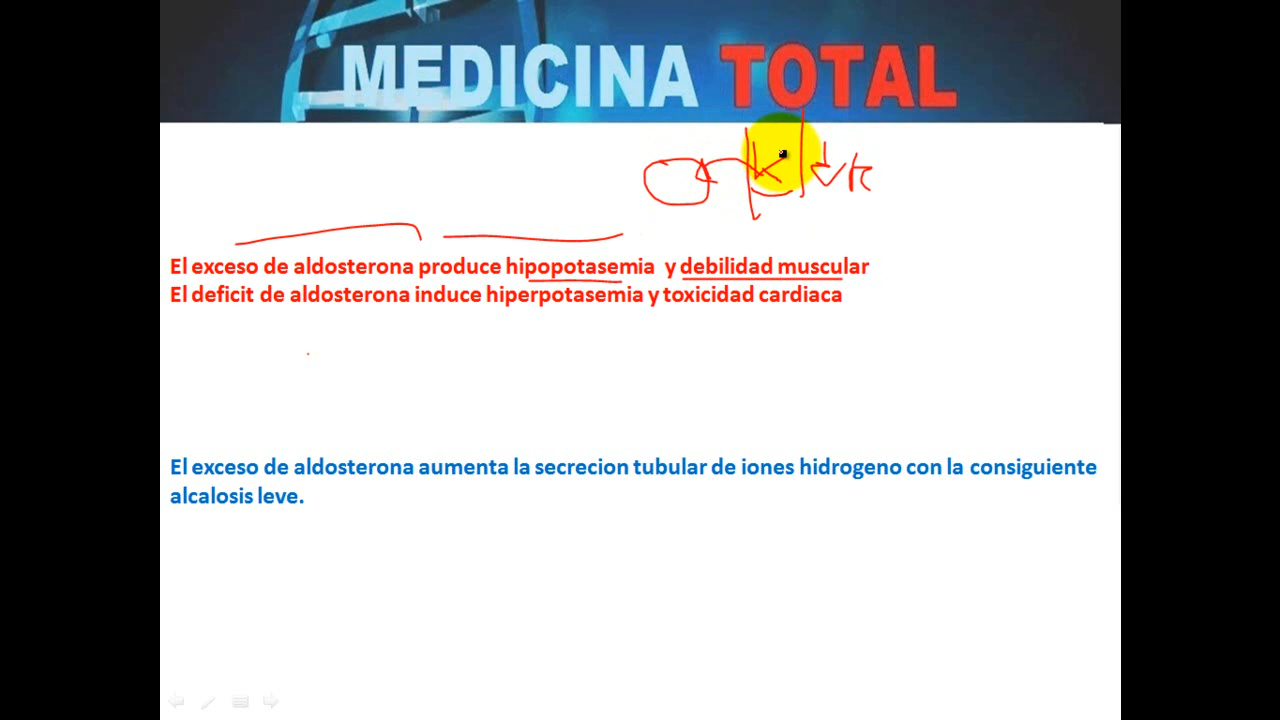 MEDICINA TOTAL
K ↓K
El exceso de aldosterona produce hipopotasemia y debilidad muscular
El deficit de aldosterona induce hiperpotasemia y toxicidad cardiaca
El exceso de aldosterona aumenta la secrecion tubular de iones hidrogeno con la consiguiente
alcalosis leve.